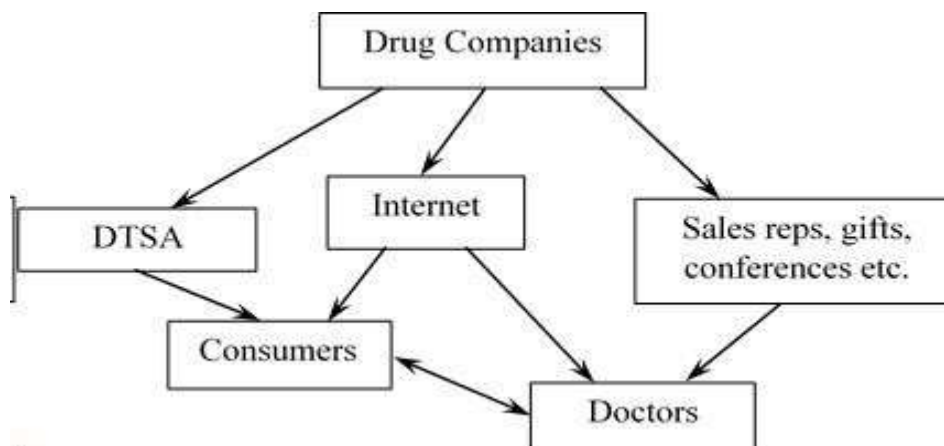 Drug Companies
DTSA
Internet
Sales reps, gifts,
conferences etc.
Consumers
Doctors